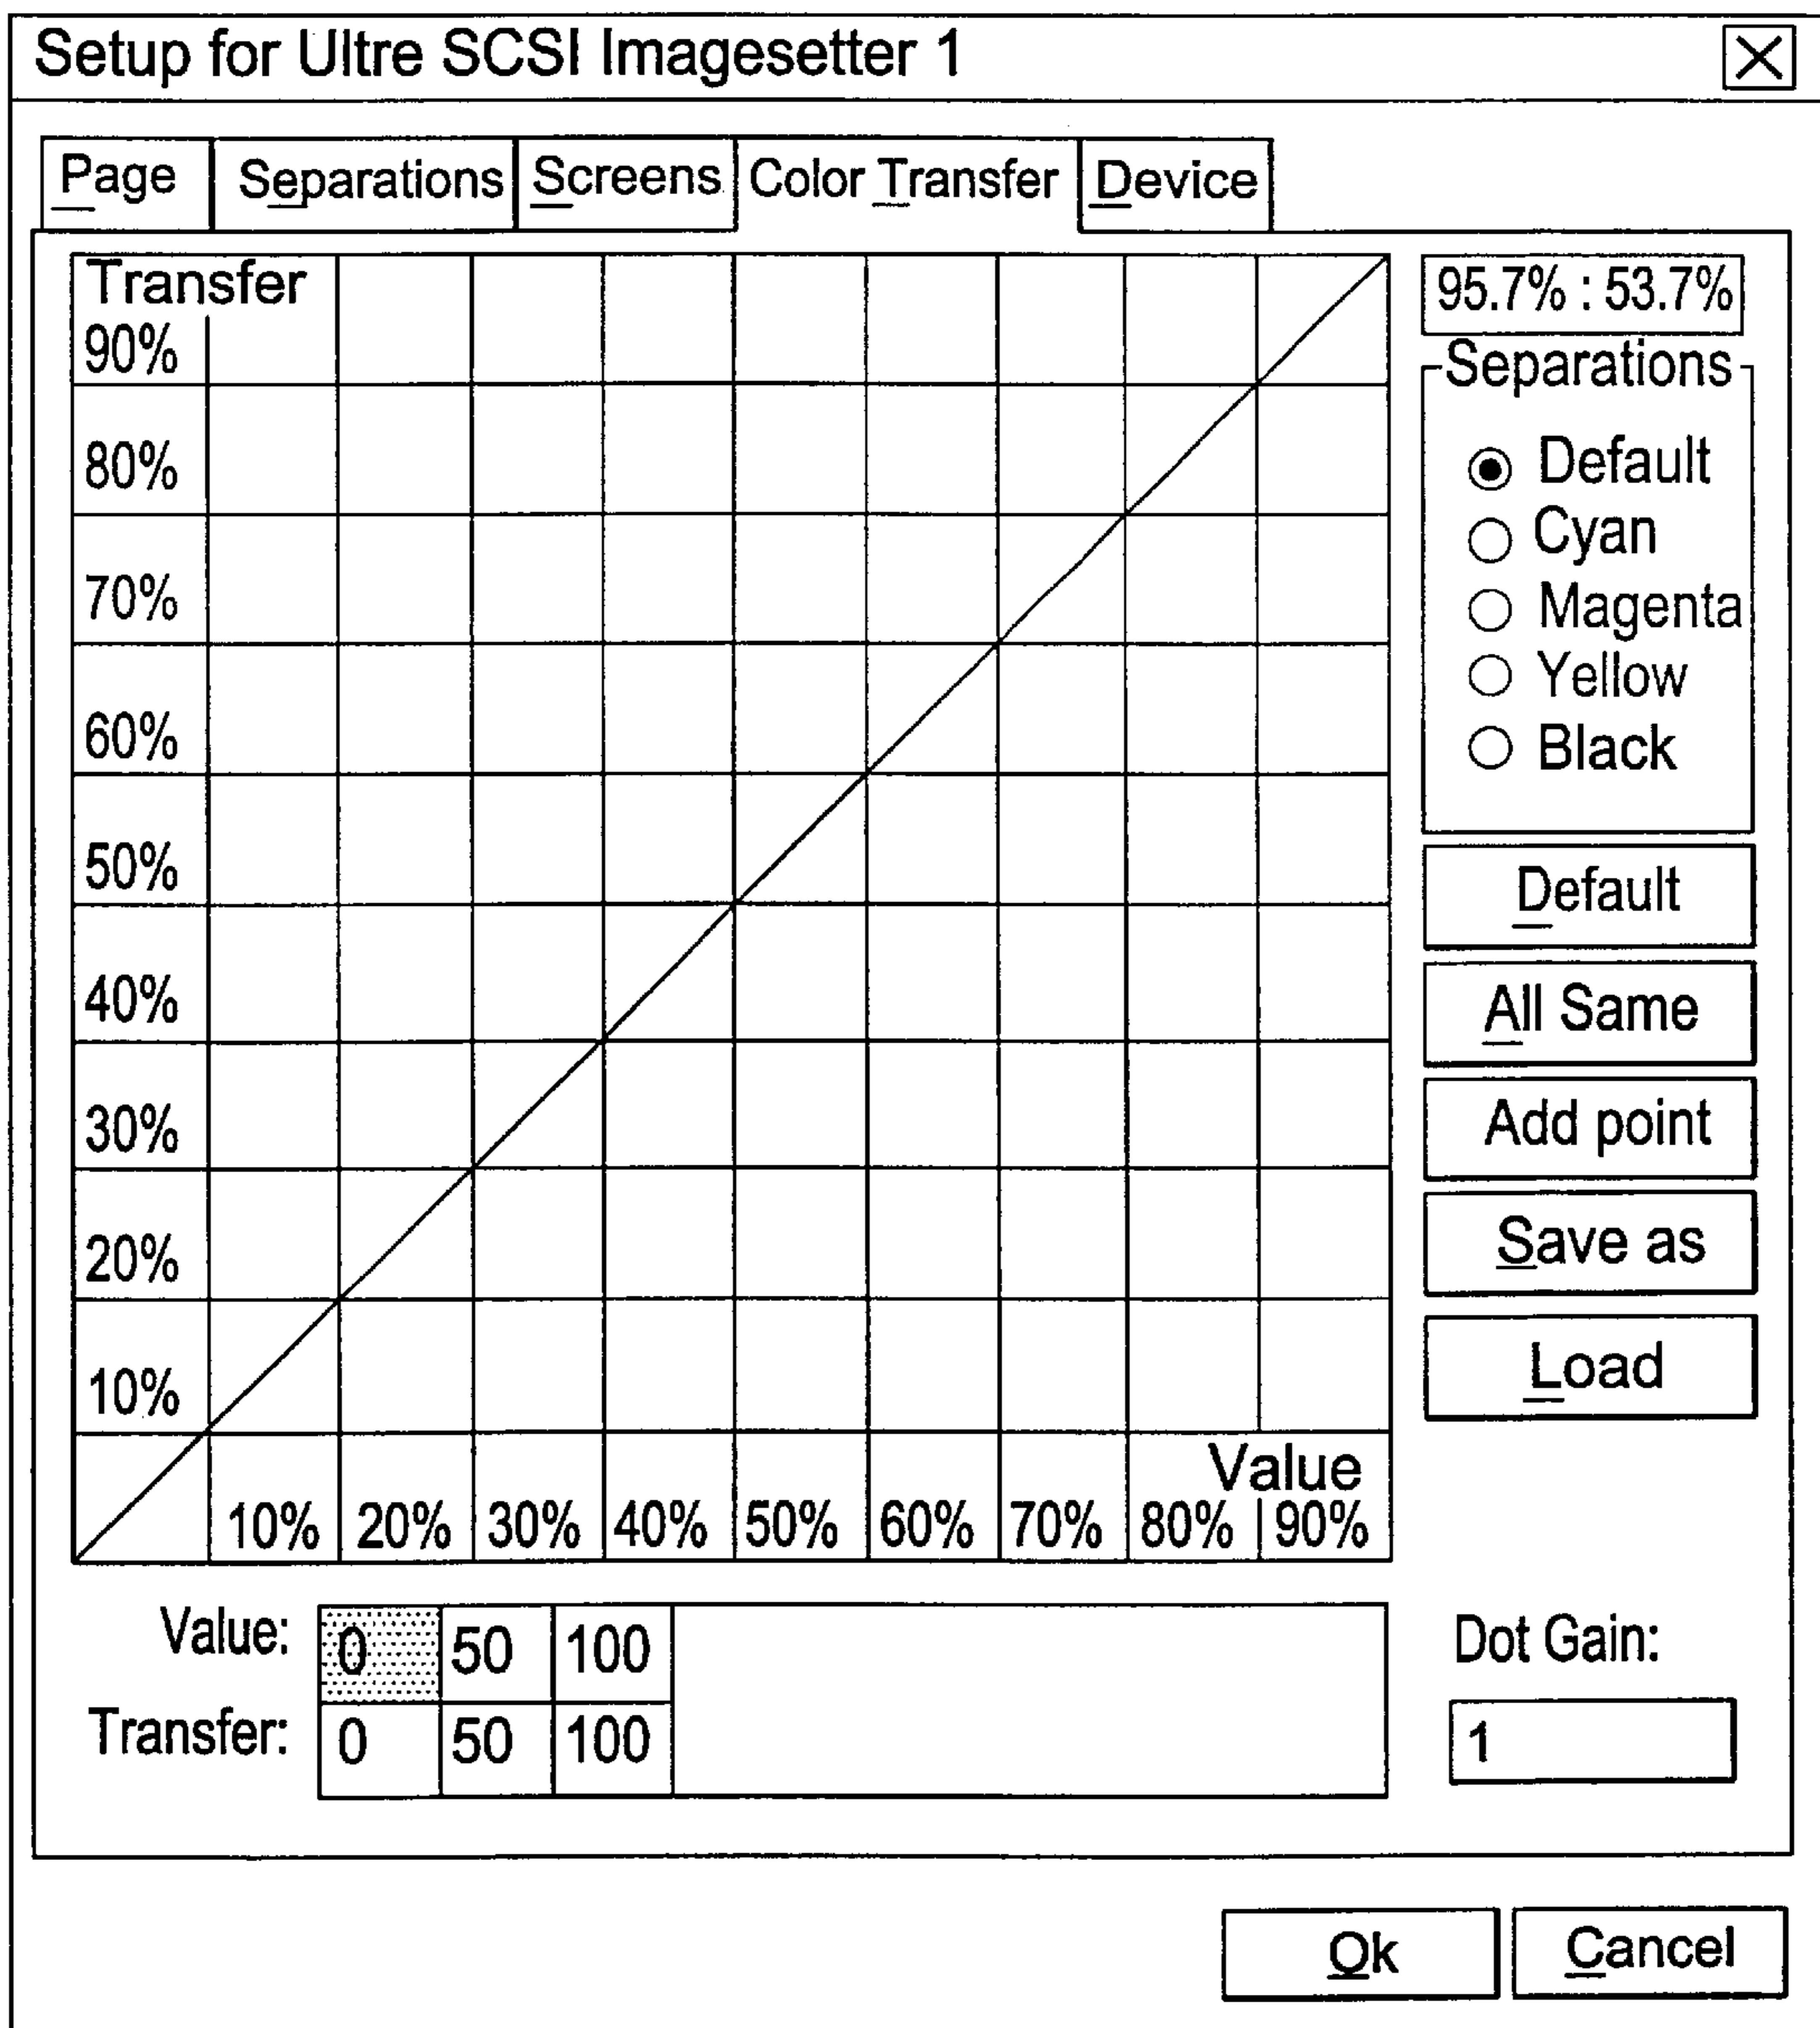 Setup for Ultre SCSI Imagesetter 1
Page Separations Screens Color Transfer Device
Transfer
90%
80%
70%
60%
50%
40%
30%
20%
10%
Value
10% 20% 30% 40% 50% 60% 70% 80% 90%
95.7% : 53.7%
Separations
Default
Cyan
Magenta
Yellow
Black
Default
All Same
Add point
Save as
Load
Value: 0 50 100
Transfer: 0 50 100
Dot Gain:
1
Ok Cancel